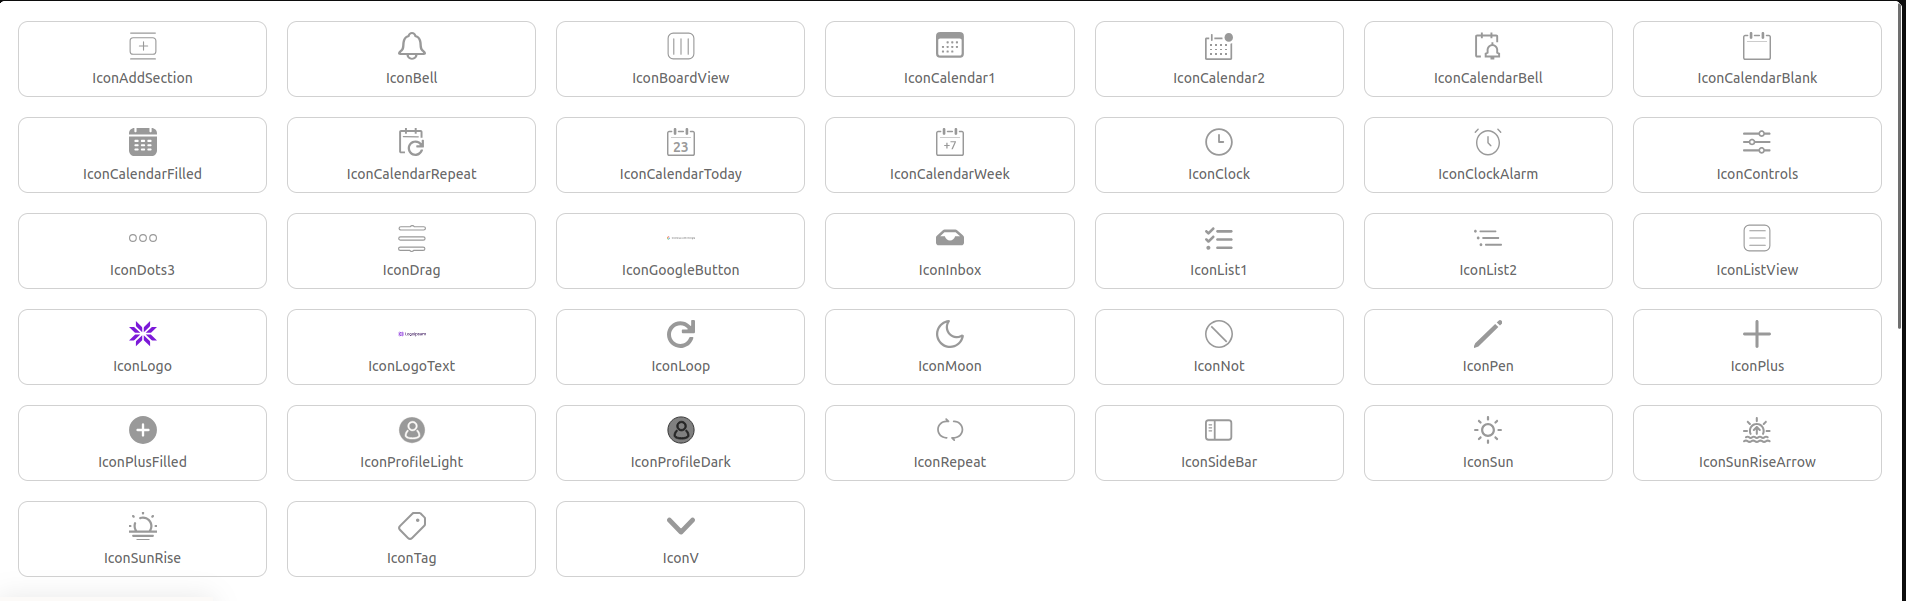 IconAddSection
IconBell
IconBoardView
IconCalendar1
IconCalendar2
IconCalendarBell
IconCalendarBlank
IconCalendarFilled
IconCalendarRepeat
23
IconCalendarToday
+7
IconCalendarWeek
IconClock
IconClockAlarm
IconControls
IconDots3
IconDrag
IconGoogleButton
IconInbox
IconList1
IconList2
IconListView
IconLogo
Logoipsum
IconLogoText
IconLoop
IconMoon
IconNot
IconPen
IconPlus
IconPlusFilled
IconProfileLight
IconProfileDark
IconRepeat
IconSideBar
IconSun
IconSunRiseArrow
IconSunRise
IconTag
IconV